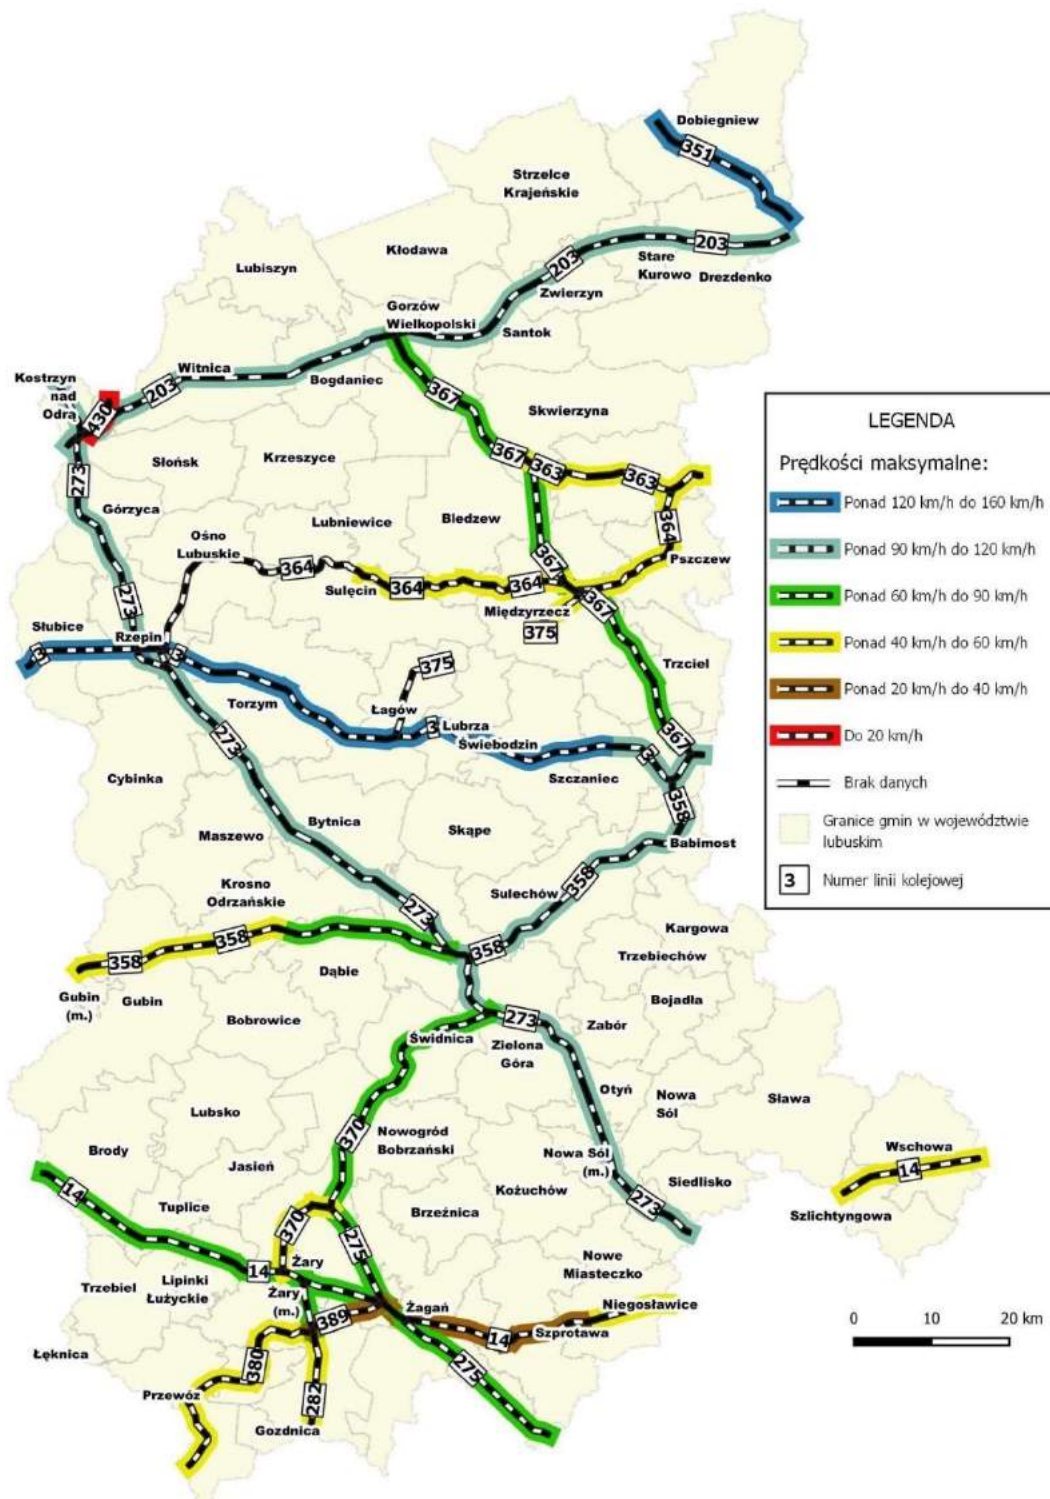 Dobiegniew
351
Strzelce
Krajeńskie
Kłodawa
203
203
Stare
Kurowo
Drezdenko
Lubiszyn
Zwierzyn
Gorzów
Wielkopolski
Santok
Witnica
Kostrzyn
nad
Odrą
203
430
Bogdaniec
367
Skwierzyna
273
Słońsk
Krzeszyce
367
363
363
Górzyca
Lubniewice
Bledzew
364
Ośno
Lubuskie
364
367
Pszczew
Sulęcin
364
364
273
Międzyrzecz
367
375
Słubice
Rzepin
3
3
375
Trzciel
Torzym
Łagów
3
Lubrza
Świebodzin
367
273
3
Szczaniec
358
Cybinka
Bytnica
Skąpe
Maszewo
Babimost
Krosno
Odrzańskie
Sulechów
358
273
Kargowa
358
358
358
Trzebiechów
Dąbie
Gubin
(m.)
Gubin
Bojadła
Bobrowice
273
Zabór
Świdnica
Zielona
Góra
Otyń
Nowa
Sól
Sława
Lubsko
370
Nowogród
Bobrzański
Brody
Wschowa
Jasień
Nowa Sól
(m.)
14
14
Siedlisko
Kożuchów
273
Tuplice
Brzeźnica
Szlichtyngowa
370
275
Nowe
Miasteczko
Trzebiel
Lipinki
Łużyckie
14
Żary
Żary
(m.)
389
Żagań
Niegosławice
14
Szprotawa
Łęknica
380
275
Przewóz
282
Gozdnica
LEGENDA
Prędkości maksymalne:
Ponad 120 km/h do 160 km/h
Ponad 90 km/h do 120 km/h
Ponad 60 km/h do 90 km/h
Ponad 40 km/h do 60 km/h
Ponad 20 km/h do 40 km/h
Do 20 km/h
Brak danych
Granice gmin w województwie
lubuskim
3 Numer linii kolejowej
0 10 20 km